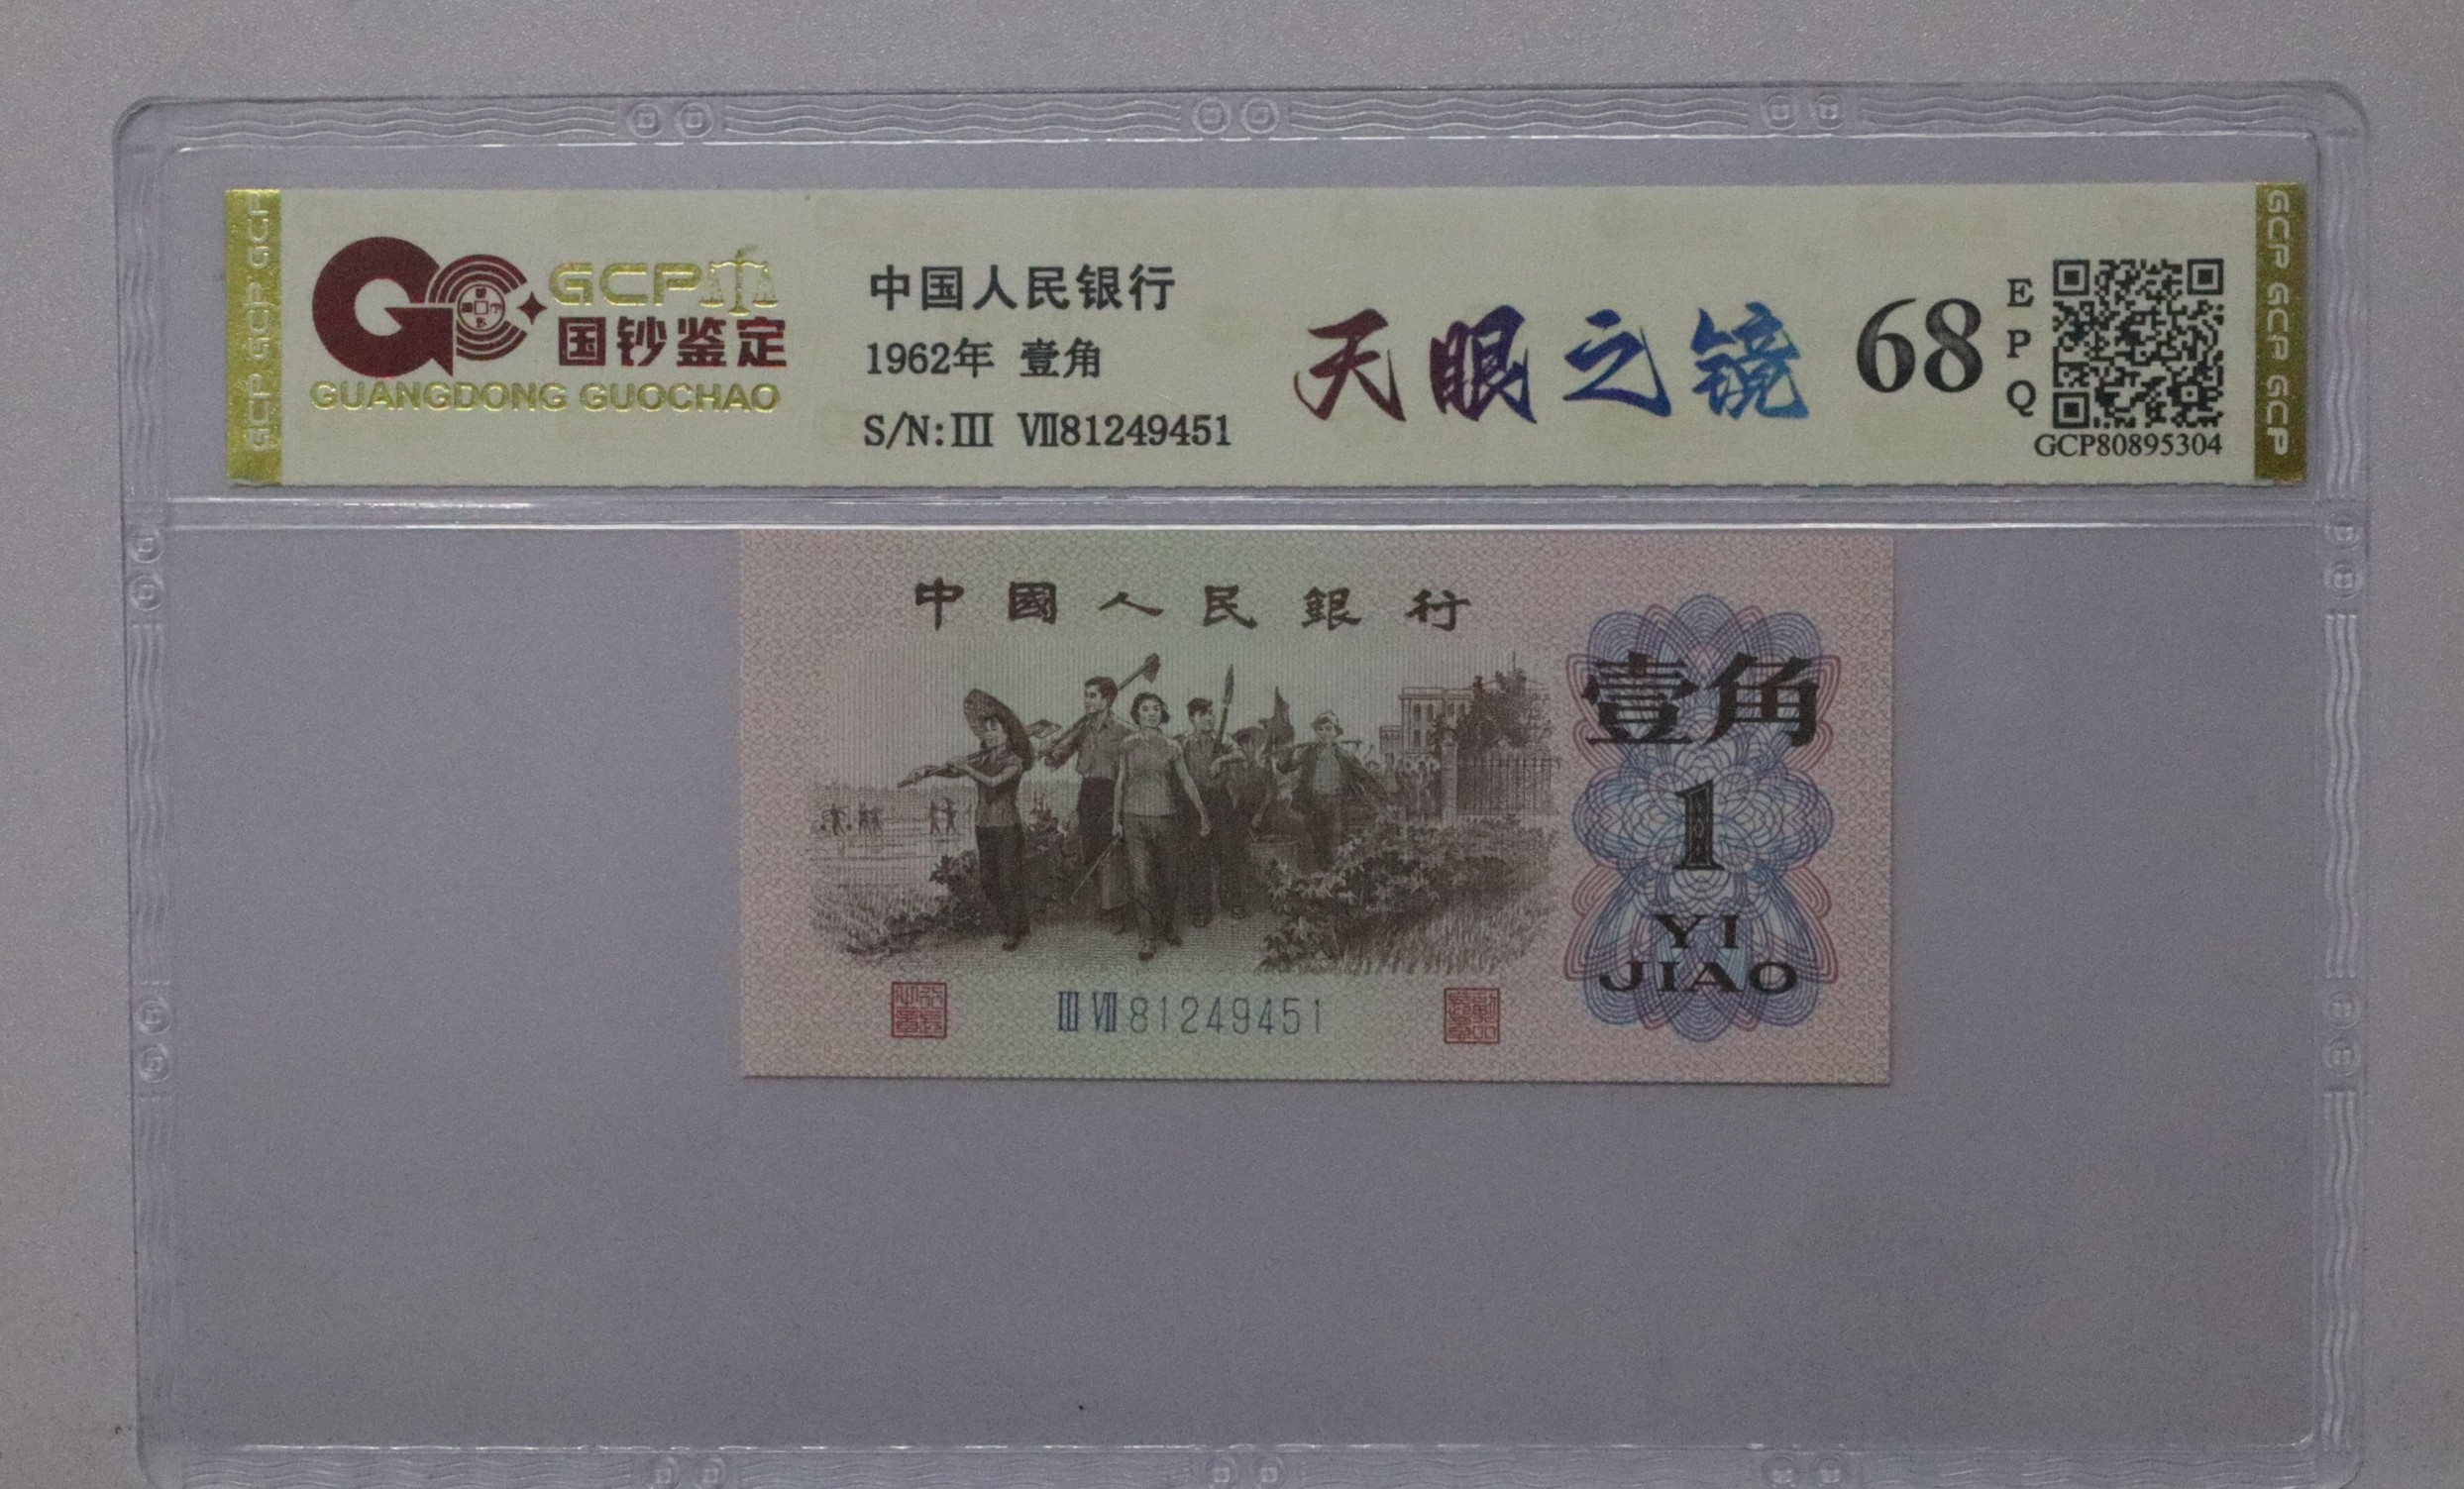 GCP GCP GCP
GCP
国钞鉴定
GUANGDONG GUOCHAO
中国人民银行
1962年 壹角
S/N:III VII81249451
天眼之镜
68
EPQ
GCP80895304
GCP GCP GCP
中國人民銀行
壹角
1
YI
JIAO
III VII 81249451